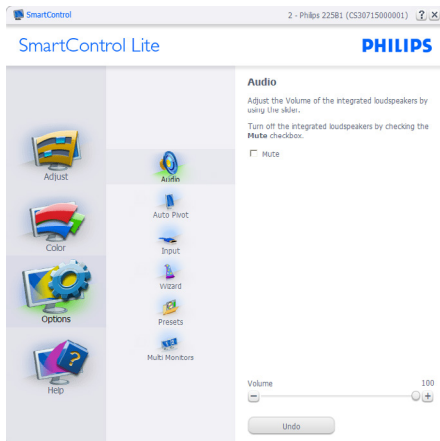 SmartControl
2 - Philips 225B1 (CS30715000001)
SmartControl Lite
PHILIPS
Adjust
Color
Options
Help
Audio
Auto Pivot
Input
Wizard
Presets
Multi Monitors
Audio
Adjust the Volume of the integrated loudspeakers by
using the slider.
Turn off the integrated loudspeakers by checking the
Mute checkbox.
Mute
Volume 100
Undo